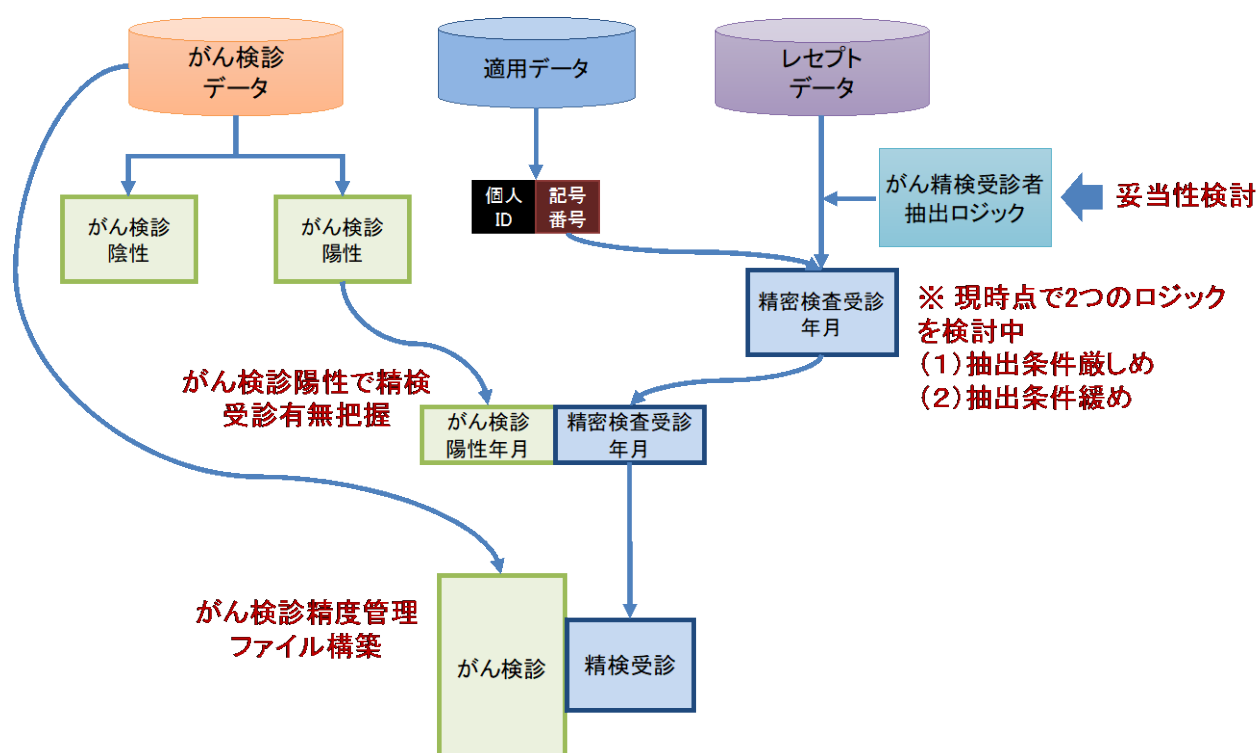 がん検診
データ
適用データ
レセプト
データ
個人
ID
記号
番号
がん精検受診者
抽出ロジック
妥当性検討
がん検診
陰性
がん検診
陽性
精密検査受診
年月
※ 現時点で2つのロジック
を検討中
(1)抽出条件厳しめ
(2)抽出条件緩め
がん検診陽性で精検
受診有無把握
がん検診
陽性年月
精密検査受診
年月
がん検診精度管理
ファイル構築
がん検診
精検受診